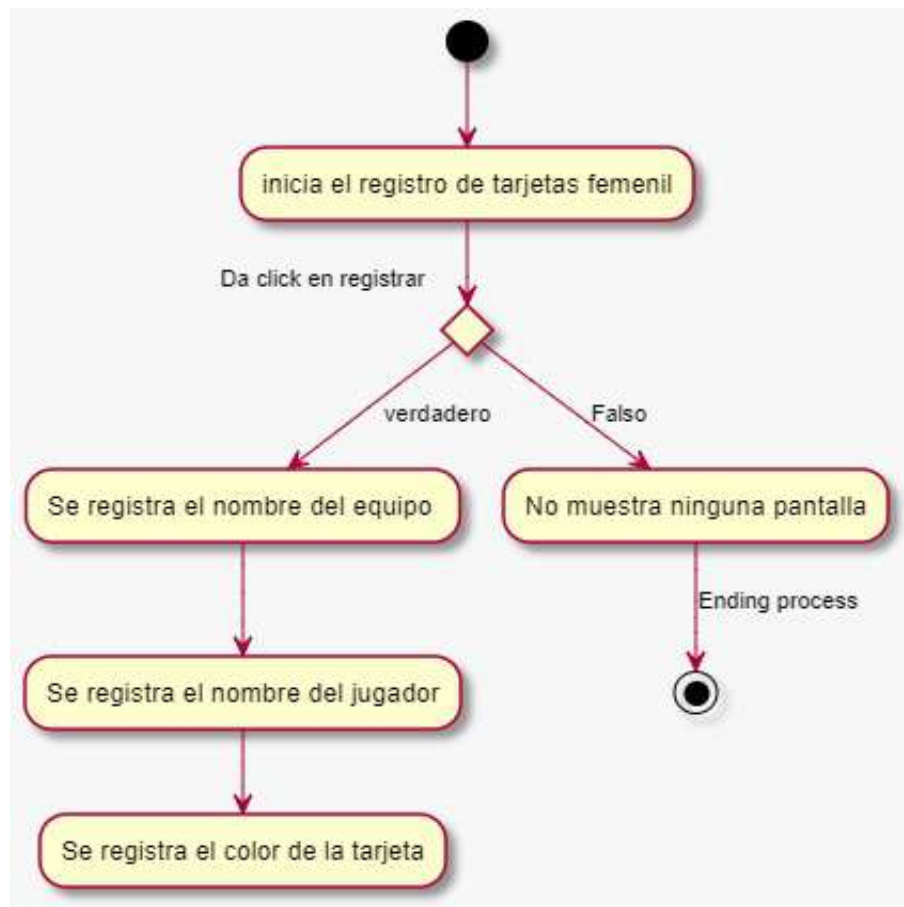 inicia el registro de tarjetas femenil
Da click en registrar
verdadero
Falso
Se registra el nombre del equipo
No muestra ninguna pantalla
Ending process
Se registra el nombre del jugador
Se registra el color de la tarjeta